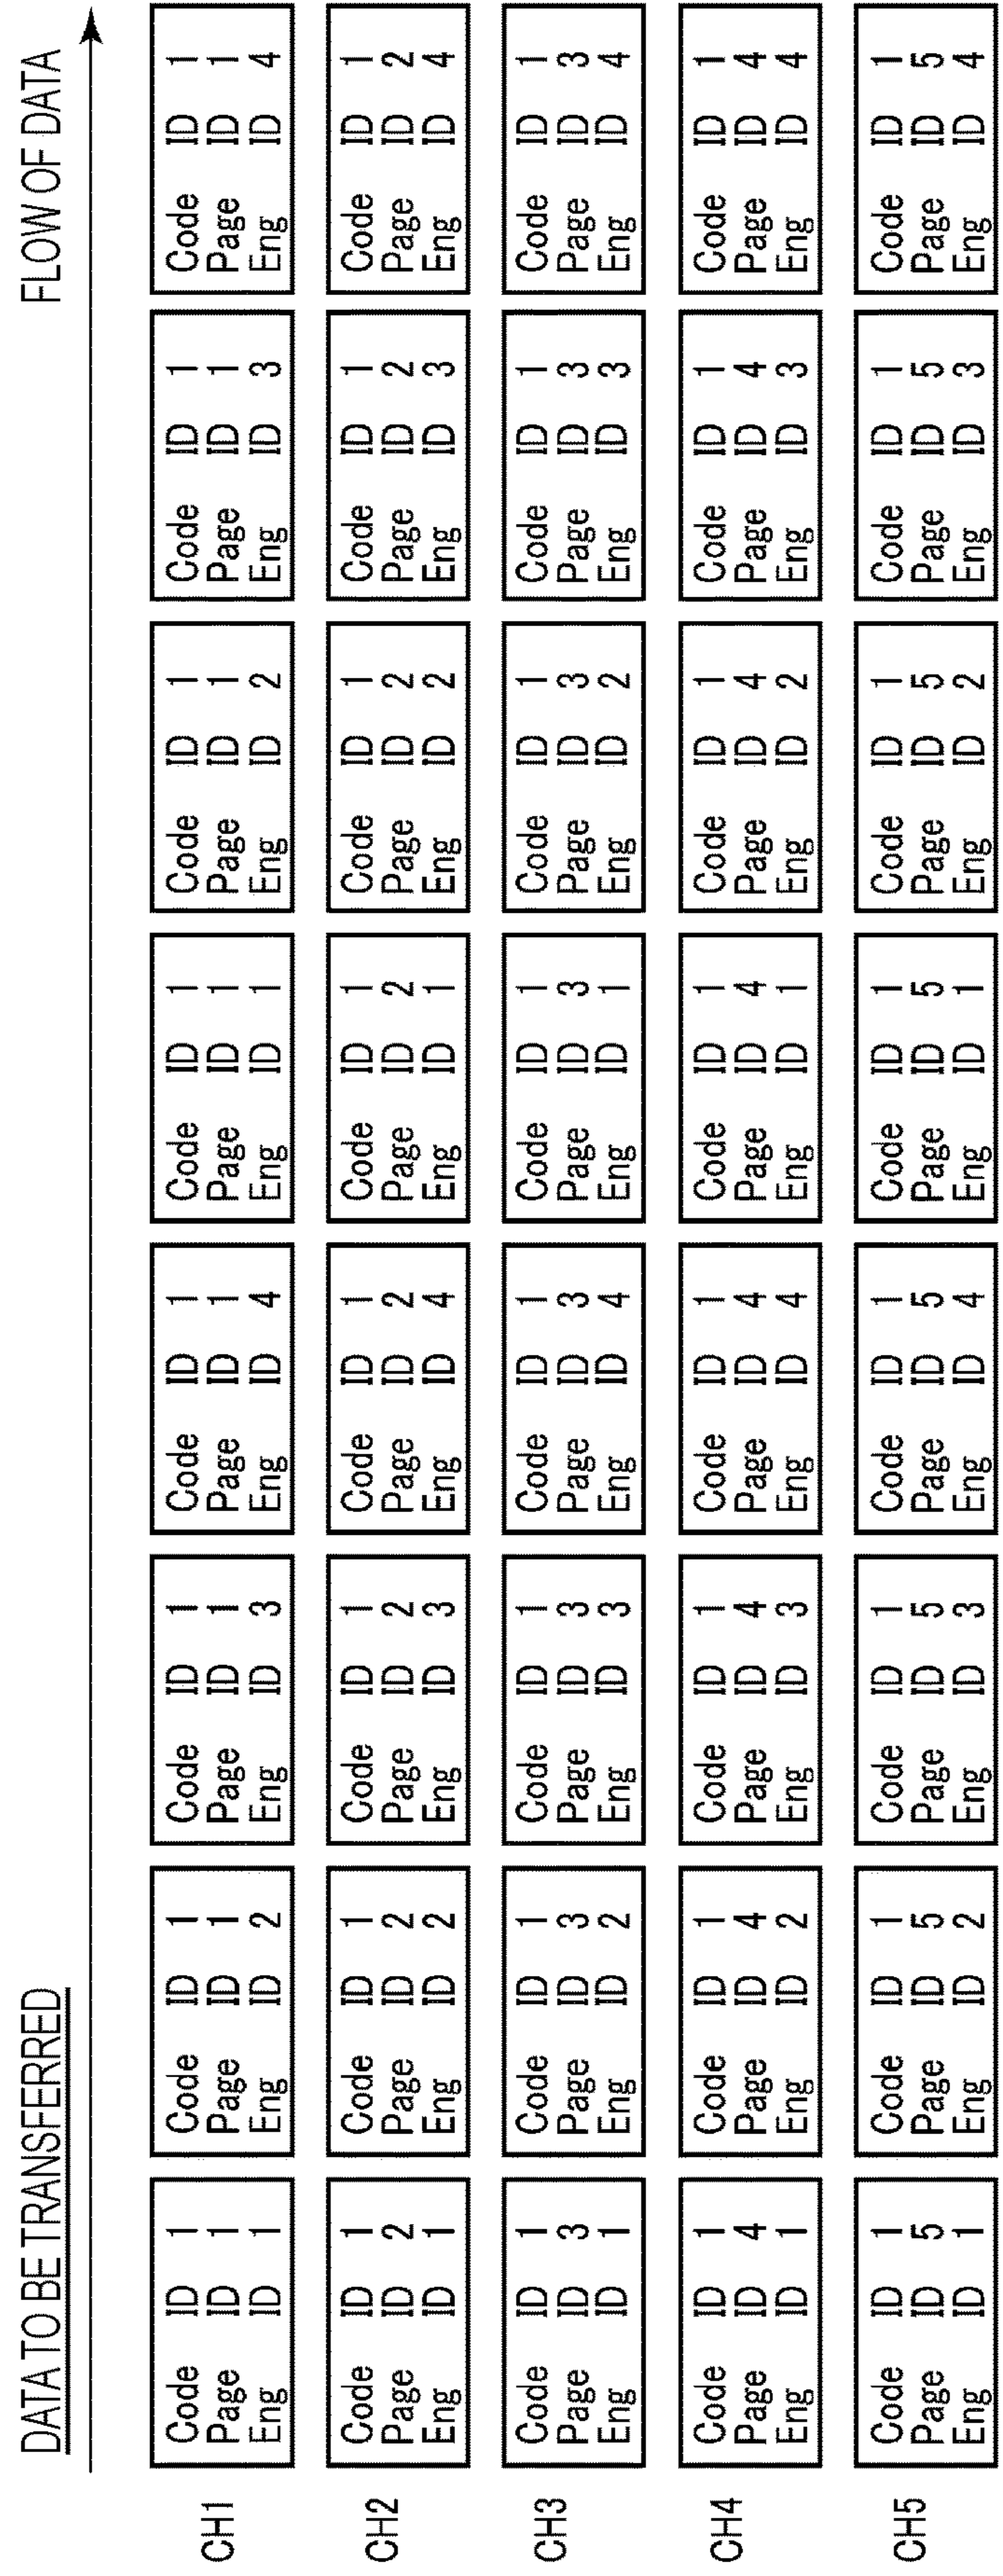 DATA TO BE TRANSFERRED
FLOW OF DATA
CH1
Code ID 1
Page ID 1
Eng ID 1
Code ID 1
Page ID 1
Eng ID 2
Code ID 1
Page ID 1
Eng ID 3
Code ID 1
Page ID 1
Eng ID 4
Code ID 1
Page ID 1
Eng ID 1
Code ID 1
Page ID 1
Eng ID 2
Code ID 1
Page ID 1
Eng ID 3
Code ID 1
Page ID 1
Eng ID 4
CH2
Code ID 1
Page ID 2
Eng ID 1
Code ID 1
Page ID 2
Eng ID 2
Code ID 1
Page ID 2
Eng ID 3
Code ID 1
Page ID 2
Eng ID 4
Code ID 1
Page ID 2
Eng ID 1
Code ID 1
Page ID 2
Eng ID 2
Code ID 1
Page ID 2
Eng ID 3
Code ID 1
Page ID 2
Eng ID 4
CH3
Code ID 1
Page ID 3
Eng ID 1
Code ID 1
Page ID 3
Eng ID 2
Code ID 1
Page ID 3
Eng ID 3
Code ID 1
Page ID 3
Eng ID 4
Code ID 1
Page ID 3
Eng ID 1
Code ID 1
Page ID 3
Eng ID 2
Code ID 1
Page ID 3
Eng ID 3
Code ID 1
Page ID 3
Eng ID 4
CH4
Code ID 1
Page ID 4
Eng ID 1
Code ID 1
Page ID 4
Eng ID 2
Code ID 1
Page ID 4
Eng ID 3
Code ID 1
Page ID 4
Eng ID 4
Code ID 1
Page ID 4
Eng ID 1
Code ID 1
Page ID 4
Eng ID 2
Code ID 1
Page ID 4
Eng ID 3
Code ID 1
Page ID 4
Eng ID 4
CH5
Code ID 1
Page ID 5
Eng ID 1
Code ID 1
Page ID 5
Eng ID 2
Code ID 1
Page ID 5
Eng ID 3
Code ID 1
Page ID 5
Eng ID 4
Code ID 1
Page ID 5
Eng ID 1
Code ID 1
Page ID 5
Eng ID 2
Code ID 1
Page ID 5
Eng ID 3
Code ID 1
Page ID 5
Eng ID 4